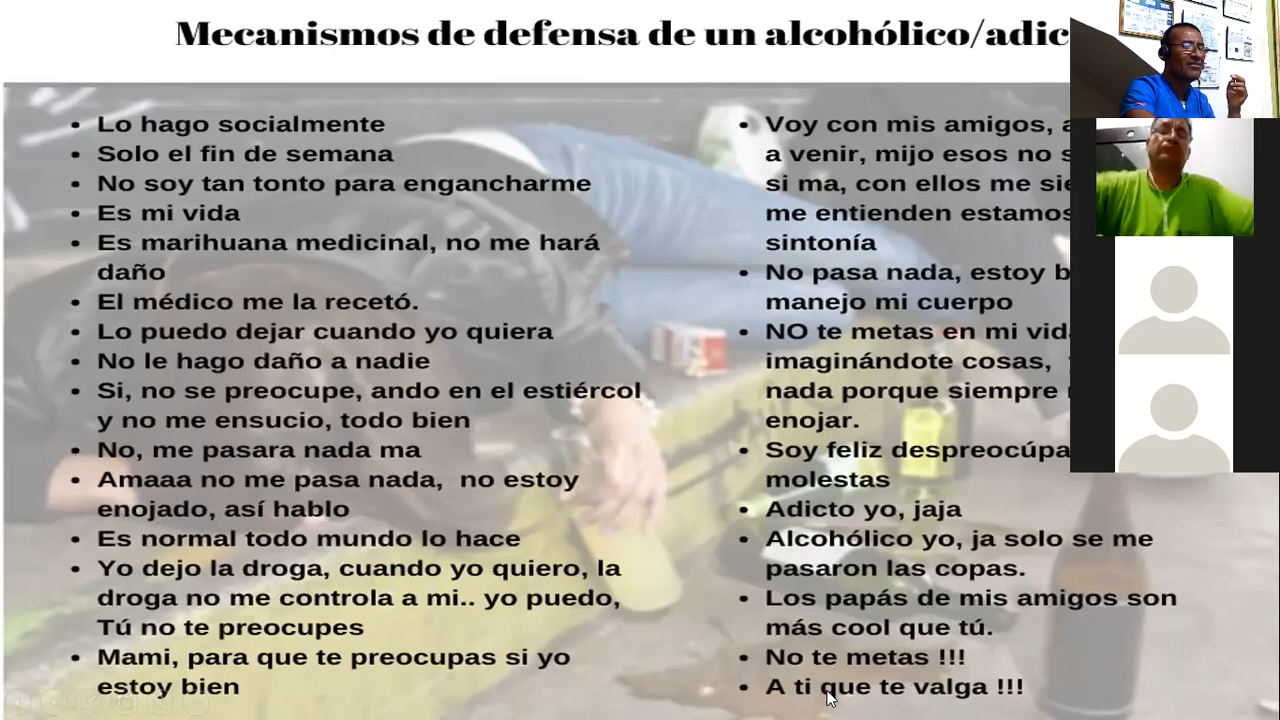 Mecanismos de defensa de un alcohólico/adic
• Lo hago socialmente
• Solo el fin de semana
• No soy tan tonto para engancharme
• Es mi vida
• Es marihuana medicinal, no me hará
daño
• El médico me la recetó.
• Lo puedo dejar cuando yo quiera
• No le hago daño a nadie
• Si, no se preocupe, ando en el estiércol
y no me ensucio, todo bien
• No, me pasara nada ma
• Amaaa no me pasa nada,  no estoy
enojado, así hablo
• Es normal todo mundo lo hace
• Yo dejo la droga, cuando yo quiero, la
droga no me controla a mi.. yo puedo,
Tú no te preocupes
• Mami, para que te preocupas si yo
estoy bien
• Voy con mis amigos,
a venir, mijo esos no
si ma, con ellos me
me entienden estamos
sintonía
• No pasa nada, estoy
manejo mi cuerpo
• NO te metas en mi
imaginándote cosas,
nada porque siempre
enojar.
• Soy feliz
molestas
• Adicto yo, jaja
• Alcohólico yo, ja solo se me
pasaron las copas.
• Los papás de mis amigos son
más cool que tú.
• No te metas !!!
• A ti que te valga !!!